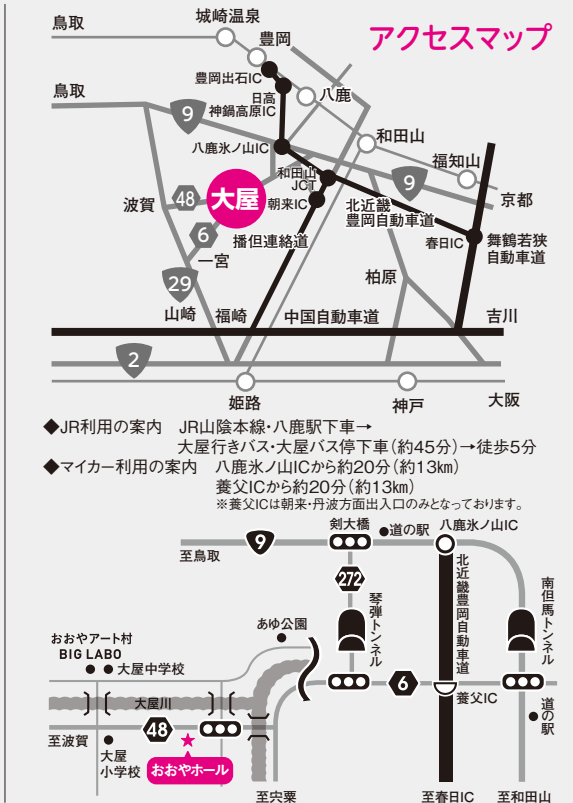 アクセスマップ
鳥取
城崎温泉
豊岡
豊岡出石IC
日高
神鍋高原IC
八鹿
鳥取
9
八鹿氷ノ山IC
和田山
和田山
JCT
福知山
9
京都
大屋
48
波賀
朝来IC
北近畿
豊岡自動車道
6
播但連絡道
春日IC
舞鶴若狭
自動車道
一宮
柏原
29
山崎
福崎
中国自動車道
吉川
2
姫路
神戸
大阪
◆JR利用の案内 JR山陰本線・八鹿駅下車→
大屋行きバス・大屋バス停下車(約45分)→徒歩5分
◆マイカー利用の案内 八鹿氷ノ山ICから約20分(約13km)
養父ICから約20分(約13km)
※養父ICは朝来・丹波方面出入口のみとなっております。
剣大橋
道の駅
八鹿氷ノ山IC
9
至鳥取
272
琴弾トンネル
北近畿豊岡自動車道
南但馬トンネル
あゆ公園
おおやアート村
BIG LABO
大屋中学校
6
養父IC
大屋川
道の駅
48
至波賀
大屋
小学校
おおやホール
至宍粟
至春日IC
至和田山